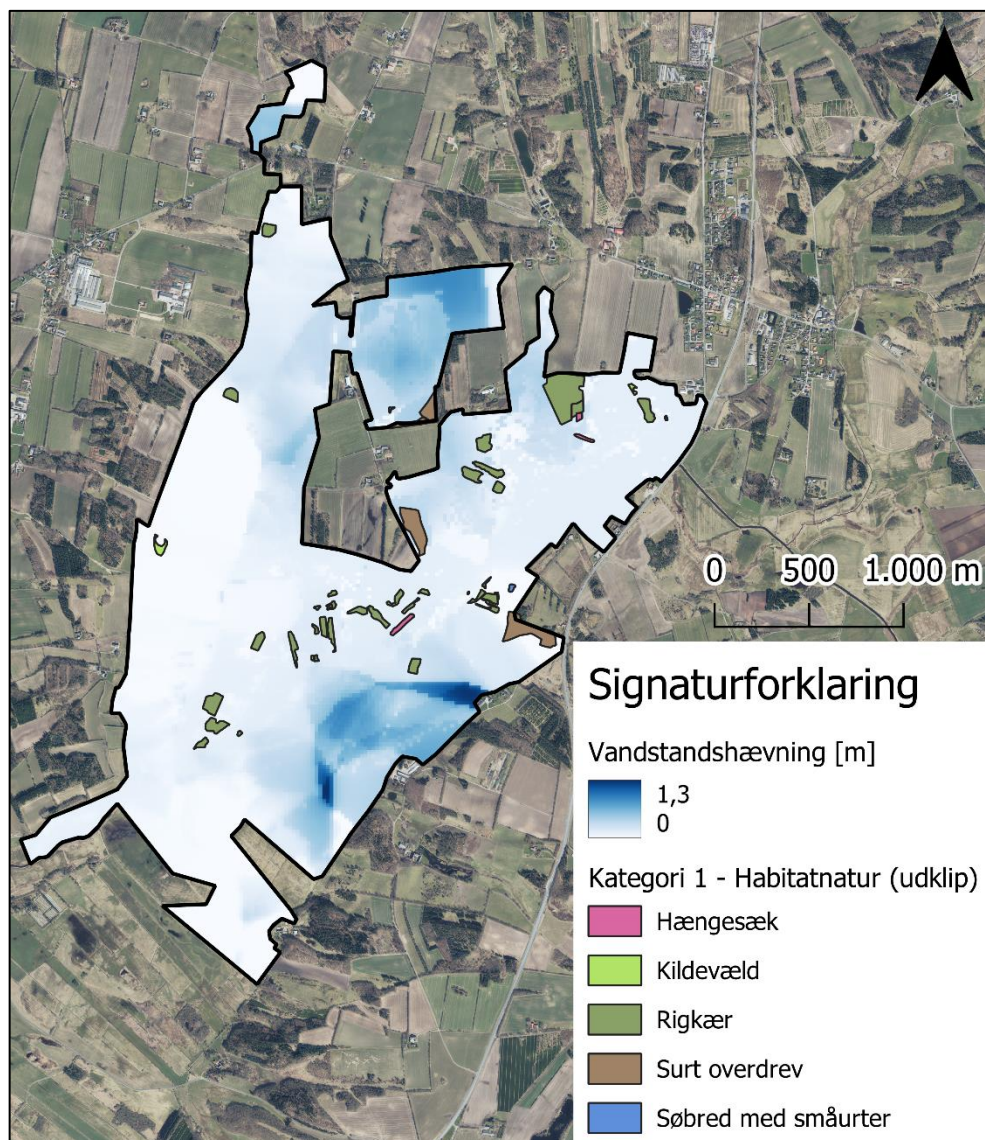 0 500 1.000 m
Signaturforklaring
Vandstandshævning [m]
1,3
0
Kategori 1 - Habitatnatur (udklip)
Hængesæk
Kildevæld
Rigkær
Surt overdrev
Søbred med småurter